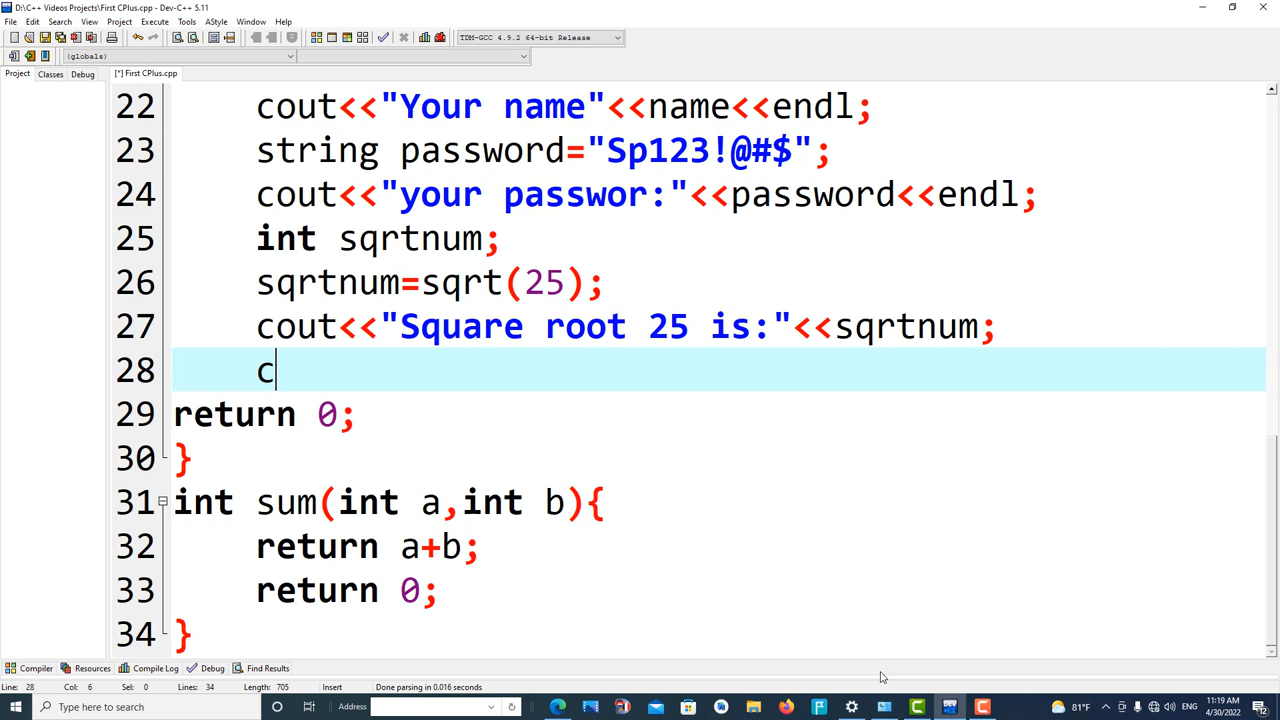 D:\C++ Videos Projects\First CPlus.cpp - Dev-C++ 5.11
File Edit Search View Project Execute Tools AStyle Window Help
TDM-GCC 4.9.2 64-bit Release
(globals)
Project Classes Debug [*] First CPlus.cpp
22 cout<<"Your name"<<name<<endl;
23 string password="Sp123!@#$";
24 cout<<"your passwor:"<<password<<endl;
25 int sqrtnum;
26 sqrtnum=sqrt(25);
27 cout<<"Square root 25 is:"<<sqrtnum;
28 c
29 return 0;
30 }
31 int sum(int a,int b){
32 return a+b;
33 return 0;
34 }
Compiler Resources Compile Log Debug Find Results
Line: 28 Col: 6 Sel: 0 Lines: 34 Length: 705 Insert Done parsing in 0.016 seconds
Type here to search Address DEV 81°F ENG 11:19 AM
4/30/2022 12